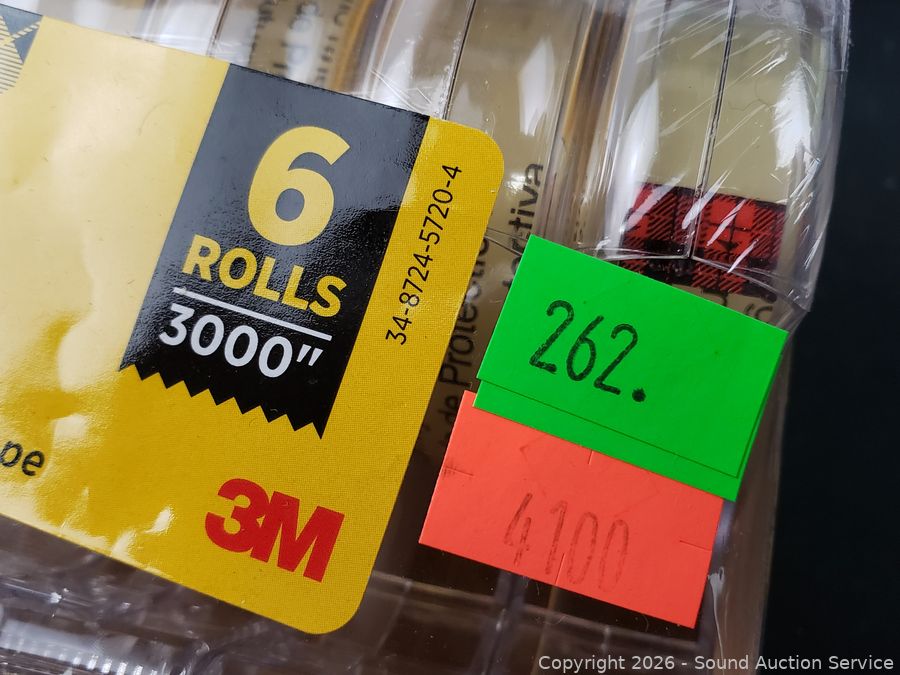 6
ROLLS
3000"
34-8724-5720-4
pe
3M
262.
4100
Copyright 2026 - Sound Auction Service